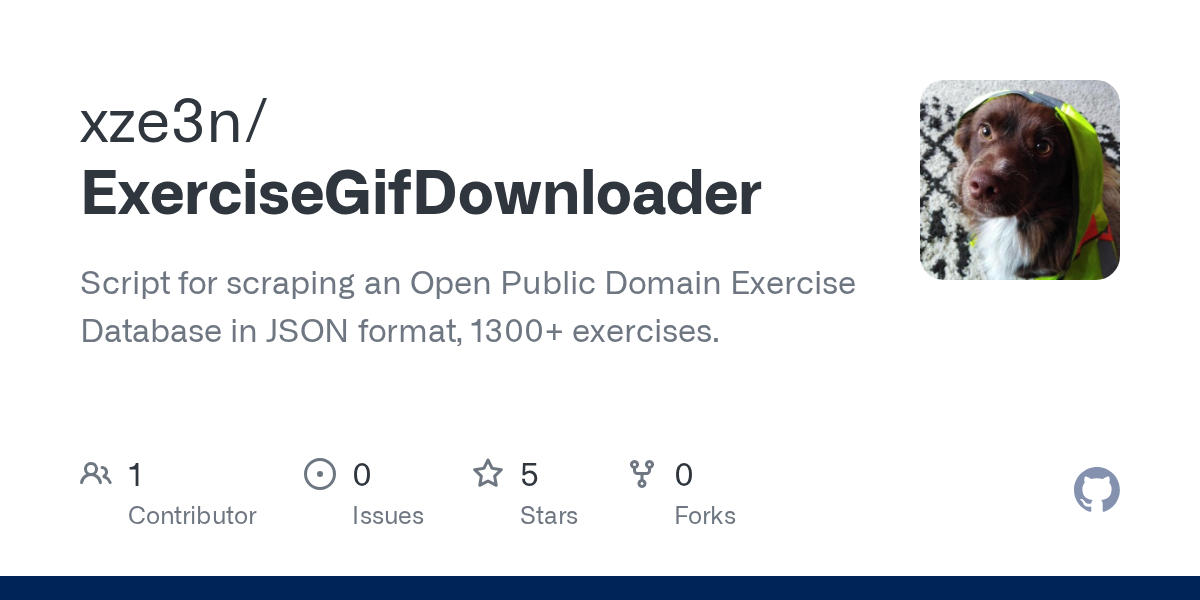 xze3n/
ExerciseGifDownloader
Script for scraping an Open Public Domain Exercise
Database in JSON format, 1300+ exercises.
1 0 5 0
Contributor Issues Stars Forks